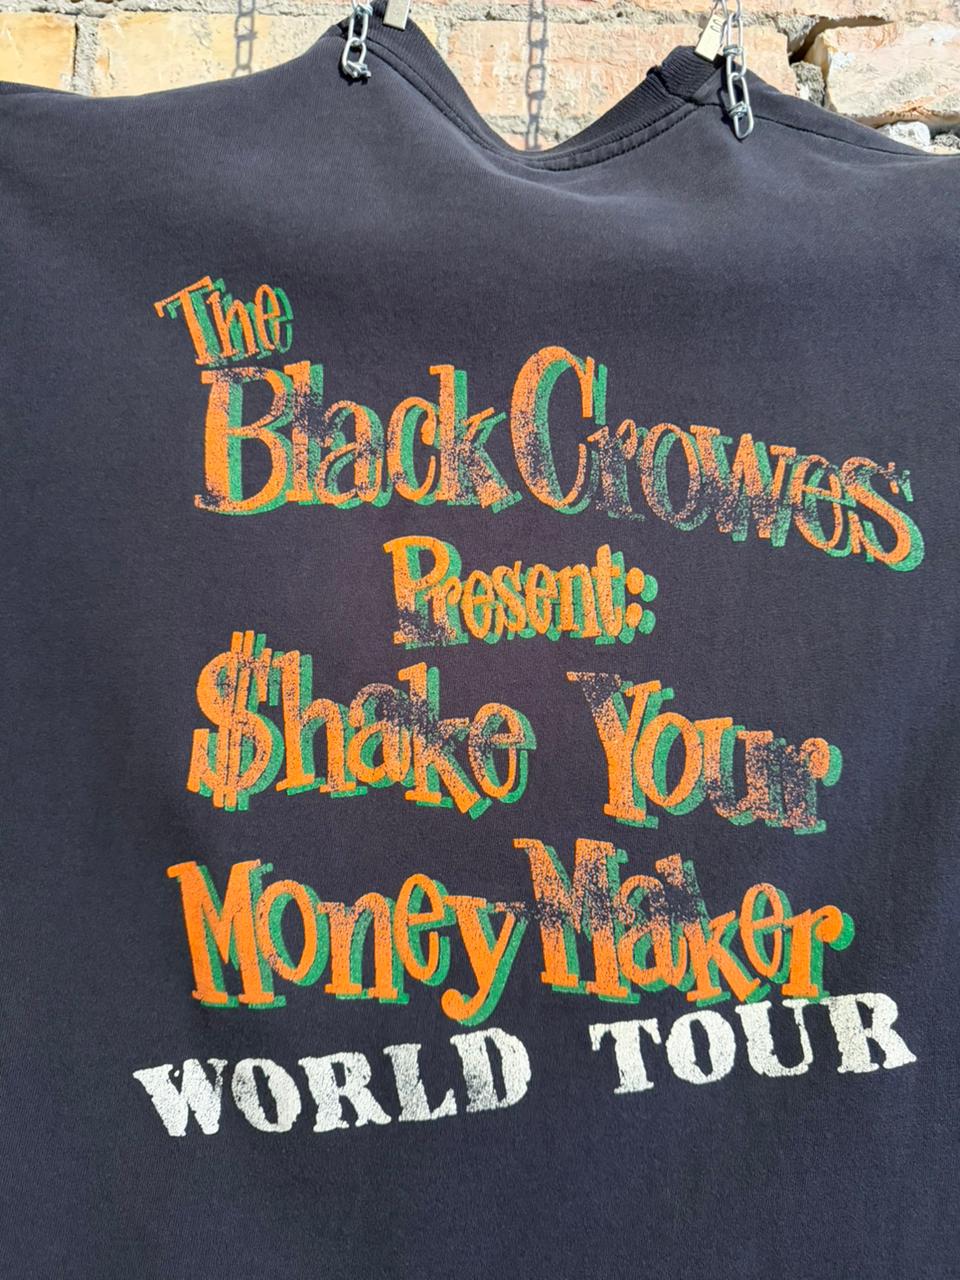 The
Black Crowes
Present:
$hake Your
Money Maker
WORLD TOUR